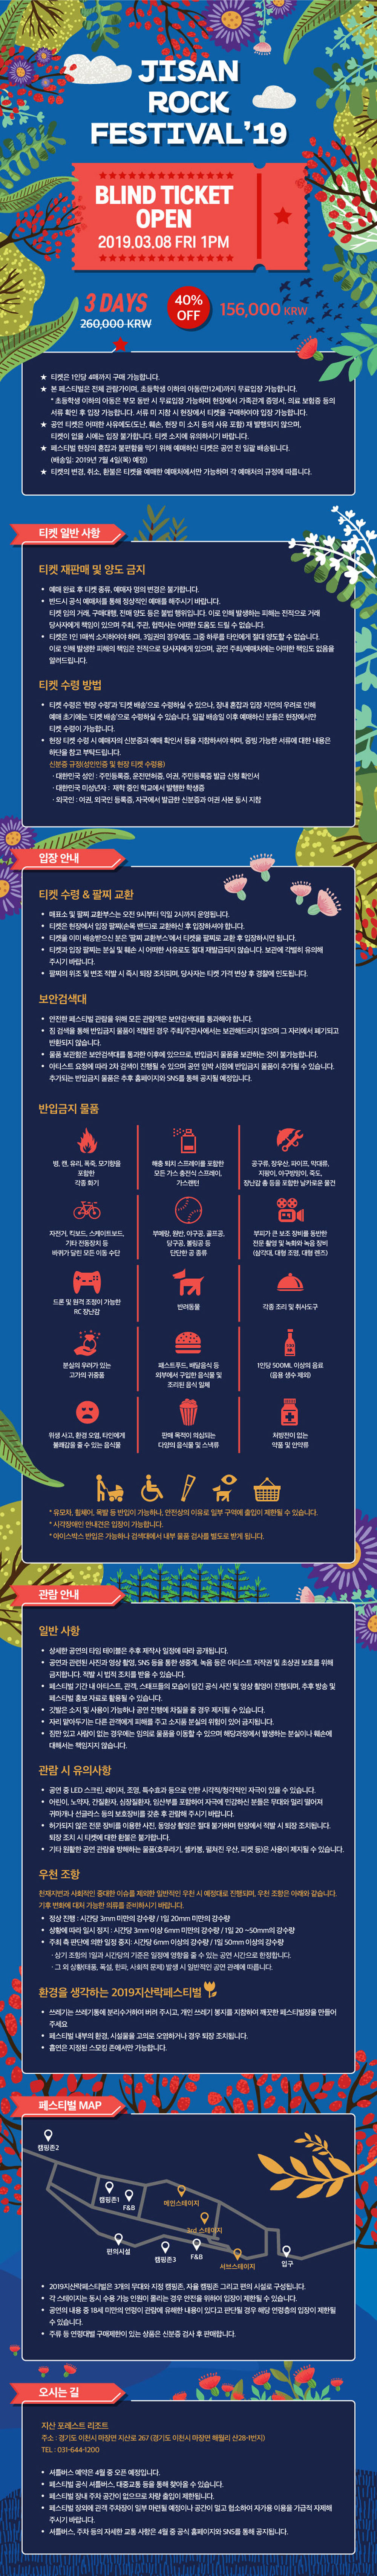 JISAN
ROCK
FESTIVAL'19
BLIND TICKET
OPEN
2019.03.08 FRI 1PM
3 DAYS
260,000 KRW
40%
OFF
156,000 KRW
★ 티켓은 1인당 4매까지 구매 가능합니다.
★ 본 페스티벌은 전체 관람가이며, 초등학생 이하의 아동(만12세)까지 무료입장 가능합니다.
* 초등학생 이하의 아동은 부모 동반 시 무료입장 가능하며 현장에서 가족관계 증명서, 의료 보험증 등의
서류 확인 후 입장 가능합니다. 서류 미 지참 시 현장에서 티켓을 구매하여야 입장 가능합니다.
★ 공연 티켓은 어떠한 사유에도(도난, 훼손, 현장 미 소지 등의 사유 포함) 재 발행되지 않으며,
티켓이 없을 시에는 입장 불가합니다. 티켓 소지에 유의하시기 바랍니다.
★ 페스티벌 현장의 혼잡과 불편함을 막기 위해 예매하신 티켓은 공연 전 일괄 배송됩니다.
(배송일: 2019년 7월 4일(목) 예정)
★ 티켓의 변경, 취소, 환불은 티켓을 예매한 예매처에서만 가능하며 각 예매처의 규정에 따릅니다.
티켓 일반 사항
티켓 재판매 및 양도 금지
• 예매 완료 후 티켓 종류, 예매자 명의 변경은 불가합니다.
• 반드시 공식 예매처를 통해 정상적인 예매를 해주시기 바랍니다.
• 티켓 임의 거래, 구매대행, 전매 양도 등은 불법 행위입니다. 이로 인해 발생하는 피해는 전적으로 거래
당사자에게 책임이 있으며 주최, 주관, 협력사는 어떠한 도움도 드릴 수 없습니다.
• 티켓은 1인 1매씩 소지하여야 하며, 3일권의 경우에도 그중 하루를 타인에게 절대 양도할 수 없습니다.
이로 인해 발생한 피해의 책임은 전적으로 당사자에게 있으며, 공연 주최/예매처에는 어떠한 책임도 없음을
알려드립니다.
티켓 수령 방법
• 티켓 수령은 '현장 수령'과 '티켓 배송'으로 수령하실 수 있으나, 장내 혼잡과 입장 지연의 우려로 인해
예매 초기에는 '티켓 배송'으로 수령하실 수 있습니다. 일괄 배송일 이후 예매하신 분들은 현장에서만
티켓 수령이 가능합니다.
• 현장 티켓 수령 시 예매자의 신분증과 예매 확인서 등을 지참하셔야 하며, 증빙 가능한 서류에 대한 내용은
하단을 참고 부탁드립니다.
신분증 규정(성인인증 및 현장 티켓 수령용)
· 대한민국 성인 : 주민등록증, 운전면허증, 여권, 주민등록증 발급 신청 확인서
· 대한민국 미성년자 : 재학 중인 학교에서 발행한 학생증
· 외국인 : 여권, 외국인 등록증, 자국에서 발급한 신분증과 여권 사본 동시 지참
입장 안내
티켓 수령 & 팔찌 교환
• 매표소 및 팔찌 교환부스는 오전 9시부터 익일 2시까지 운영됩니다.
• 티켓은 현장에서 입장 팔찌(손목 밴드)로 교환하신 후 입장하셔야 합니다.
• 티켓을 이미 배송받으신 분은 '팔찌 교환부스'에서 티켓을 팔찌로 교환 후 입장하시면 됩니다.
• 티켓과 입장 팔찌는 분실 및 훼손 시 어떠한 사유로도 절대 재발행되지 않습니다. 보관에 각별히 유의해
주시기 바랍니다.
• 팔찌의 위조 및 변조 적발 시 즉시 퇴장 조치되며, 당사자는 티켓 가격 변상 후 경찰에 인도됩니다.
보안검색대
• 안전한 페스티벌 관람을 위해 모든 관람객은 보안검색대를 통과해야 합니다.
• 짐 검색을 통해 반입금지 물품이 적발된 경우 주최/주관사에서는 보관해드리지 않으며 그 자리에서 폐기되고
반환되지 않습니다.
• 물품 보관함은 보안검색대를 통과한 이후에 있으므로, 반입금지 물품을 보관하는 것이 불가능합니다.
• 아티스트 요청에 따라 2차 검색이 진행될 수 있으며 공연 임박 시점에 반입금지 물품이 추가될 수 있습니다.
추가되는 반입금지 물품은 추후 홈페이지와 SNS를 통해 공지될 예정입니다.
반입금지 물품
병, 캔, 유리, 폭죽, 모기향을
포함한
각종 화기
해충 퇴치 스프레이를 포함한
모든 가스 충전식 스프레이,
가스랜턴
공구류, 장우산, 파이프, 막대류,
지팡이, 야구방망이, 죽도,
장난감 총 등을 포함한 날카로운 물건
자전거, 킥보드, 스케이트보드,
기타 전동장치 등
바퀴가 달린 모든 이동 수단
부메랑, 원반, 야구공, 골프공,
당구공, 볼링공 등
단단한 공 종류
부피가 큰 보조 장비를 동반한
전문 촬영 및 녹화와 녹음 장비
(삼각대, 대형 조명, 대형 렌즈)
드론 및 원격 조정이 가능한
RC 장난감
반려동물
각종 조리 및 취사도구
분실의 우려가 있는
고가의 귀중품
패스트푸드, 배달음식 등
외부에서 구입한 음식물 및
조리된 음식 일체
1인당 500ML 이상의 음료
(음용 생수 제외)
위생 사고, 환경 오염, 타인에게
불쾌감을 줄 수 있는 음식물
판매 목적이 의심되는
다량의 음식물 및 스낵류
처방전이 없는
약품 및 안약류
* 유모차, 휠체어, 목발 등 반입이 가능하나, 안전상의 이유로 일부 구역에 출입이 제한될 수 있습니다.
* 시각장애인 안내견은 입장이 가능합니다.
* 아이스박스 반입은 가능하나 검색대에서 내부 물품 검사를 별도로 받게 됩니다.
관람 안내
일반 사항
• 상세한 공연의 타임 테이블은 추후 제작사 일정에 따라 공개됩니다.
• 공연과 관련된 사진과 영상 촬영, SNS 등을 통한 생중계, 녹음 등은 아티스트 저작권 및 초상권 보호를 위해
금지합니다. 적발 시 법적 조치를 받을 수 있습니다.
• 페스티벌 기간 내 아티스트, 관객, 스태프들의 모습이 담긴 공식 사진 및 영상 촬영이 진행되며, 추후 방송 및
페스티벌 홍보 자료로 활용될 수 있습니다.
• 깃발은 소지 및 사용이 가능하나 공연 진행에 차질을 줄 경우 제지될 수 있습니다.
• 자리 맡아두기는 다른 관객에게 피해를 주고 소지품 분실의 위험이 있어 금지됩니다.
• 짐만 있고 사람이 없는 경우에는 임의로 물품을 이동할 수 있으며 해당과정에서 발생하는 분실이나 훼손에
대해서는 책임지지 않습니다.
관람 시 유의사항
• 공연 중 LED 스크린, 레이저, 조명, 특수효과 등으로 인한 시각적/청각적인 자극이 있을 수 있습니다.
• 어린이, 노약자, 간질환자, 심장질환자, 임산부를 포함하여 자극에 민감하신 분들은 무대와 멀리 떨어져
귀마개나 선글라스 등의 보호장비를 갖춘 후 관람해 주시기 바랍니다.
• 허가되지 않은 전문 장비를 이용한 사진, 동영상 촬영은 절대 불가하며 현장에서 적발 시 퇴장 조치됩니다.
퇴장 조치 시 티켓에 대한 환불은 불가합니다.
• 기타 원활한 공연 관람을 방해하는 물품(호루라기, 셀카봉, 펼쳐진 우산, 피켓 등)은 사용이 제지될 수 있습니다.
우천 조항
천재지변과 사회적인 중대한 이슈를 제외한 일반적인 우천 시 예정대로 진행되며, 우천 조항은 아래와 같습니다.
기후 변화에 대처 가능한 의류를 준비하시기 바랍니다.
• 정상 진행 : 시간당 3mm 미만의 강수량 / 1일 20mm 미만의 강수량
• 상황에 따라 일시 정지 : 시간당 3mm 이상 6mm 미만의 강수량 / 1일 20 ~50mm의 강수량
• 주최 측 판단에 의한 일정 중지: 시간당 6mm 이상의 강수량 / 1일 50mm 이상의 강수량
· 상기 조항의 1일과 시간당의 기준은 일정에 영향을 줄 수 있는 공연 시간으로 한정합니다.
· 그 외 상황(태풍, 폭설, 한파, 사회적 문제) 발생 시 일반적인 공연 관례에 따릅니다.
환경을 생각하는 2019지산락페스티벌
• 쓰레기는 쓰레기통에 분리수거하여 버려 주시고, 개인 쓰레기 봉지를 지참하여 깨끗한 페스티벌장을 만들어
주세요
• 페스티벌 내부의 환경, 시설물을 고의로 오염하거나 경우 퇴장 조치됩니다.
• 흡연은 지정된 스모킹 존에서만 가능합니다.
페스티벌 MAP
캠핑존2
캠핑존1
F&B
메인스테이지
3rd 스테이지
편의시설
캠핑존3
F&B
서브스테이지
입구
• 2019지산락페스티벌은 3개의 무대와 지정 캠핑존, 자율 캠핑존 그리고 편의 시설로 구성됩니다.
• 각 스테이지는 동시 수용 가능 인원이 몰리는 경우 안전을 위하여 입장이 제한될 수 있습니다.
• 공연의 내용 중 18세 미만의 연령이 관람에 유해한 내용이 있다고 판단될 경우 해당 연령층의 입장이 제한될
수 있습니다.
• 주류 등 연령대별 구매제한이 있는 상품은 신분증 검사 후 판매합니다.
오시는 길
지산 포레스트 리조트
주소 : 경기도 이천시 마장면 지산로 267 (경기도 이천시 마장면 해월리 산28-1번지)
TEL : 031-644-1200
• 셔틀버스 예약은 4월 중 오픈 예정입니다.
• 페스티벌 공식 셔틀버스, 대중교통 등을 통해 찾아올 수 있습니다.
• 페스티벌 장내 주차 공간이 없으므로 차량 출입이 제한됩니다.
• 페스티벌 장외에 관객 주차장이 일부 마련될 예정이나 공간이 멀고 협소하여 자가용 이용을 가급적 자제해
주시기 바랍니다.
• 셔틀버스, 주차 등의 자세한 교통 사항은 4월 중 공식 홈페이지와 SNS를 통해 공지됩니다.